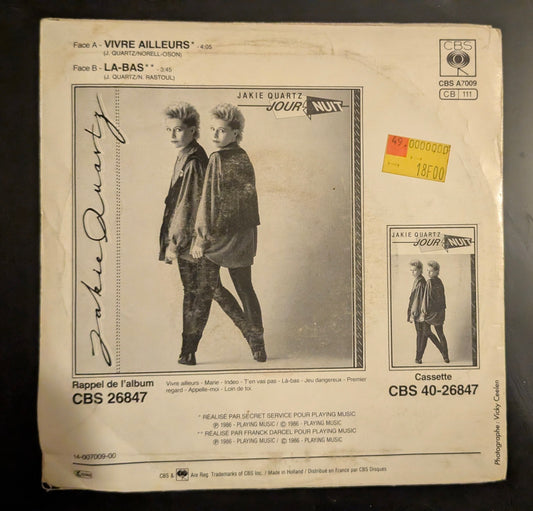 Face A - VIVRE AILLEURS* - 4:05
(J. QUARTZ/NORELL-OSON)
Face B - LA-BAS** - 3:45
(J. QUARTZ/N. RASTOUL)
CBS
CBS A7009
CB 111
JAKIE QUARTZ
JOUR NUIT
Jakie Quartz
49. 0000000
18F00
JAKIE QUARTZ
JOUR NUIT
Rappel de l'album
CBS 26847
Vivre ailleurs - Marie - Indeo - T'en vas pas - Là-bas - Jeu dangereux - Premier
regard - Appelle-moi - Loin de toi.
Cassette
CBS 40-26847
* RÉALISÉ PAR SECRET SERVICE POUR PLAYING MUSIC
℗ 1986 - PLAYING MUSIC / © 1986 - PLAYING MUSIC
** RÉALISÉ PAR FRANCK DARCEL POUR PLAYING MUSIC
℗ 1986 - PLAYING MUSIC / © 1986 - PLAYING MUSIC
Photographe : Vicky Ceelen
14-007009-00
CBS & Are Reg. Trademarks of CBS Inc. / Made in Holland / Distribué en France par CBS Disques